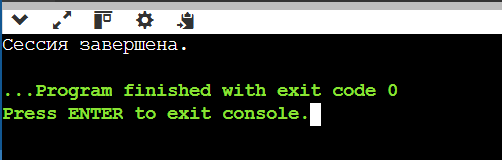 Сессия завершена.
...Program finished with exit code 0
Press ENTER to exit console.